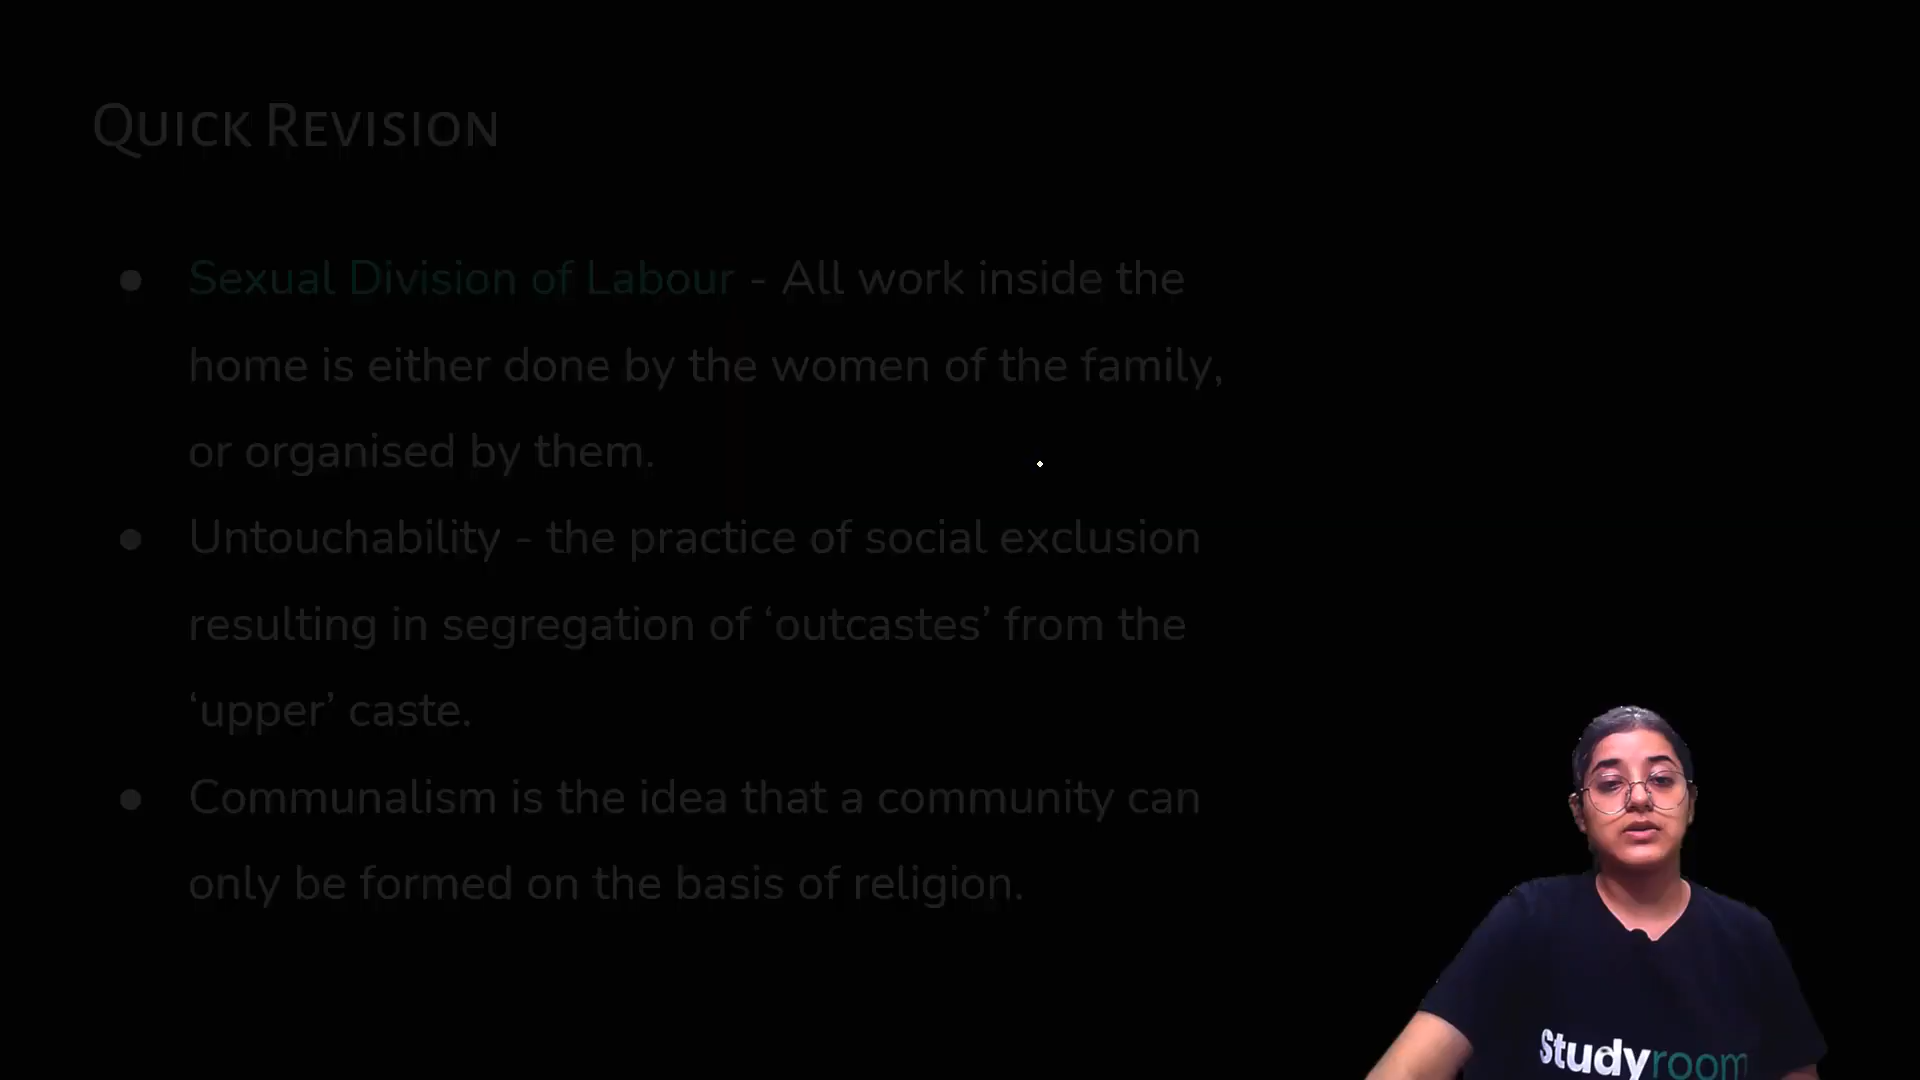 Quick Revision
● Sexual Division of Labour - All work inside the
home is either done by the women of the family,
or organised by them.
● Untouchability - the practice of social exclusion
resulting in segregation of ‘outcastes’ from the
‘upper’ caste.
● Communalism is the idea that a community can
only be formed on the basis of religion.
Studyroom